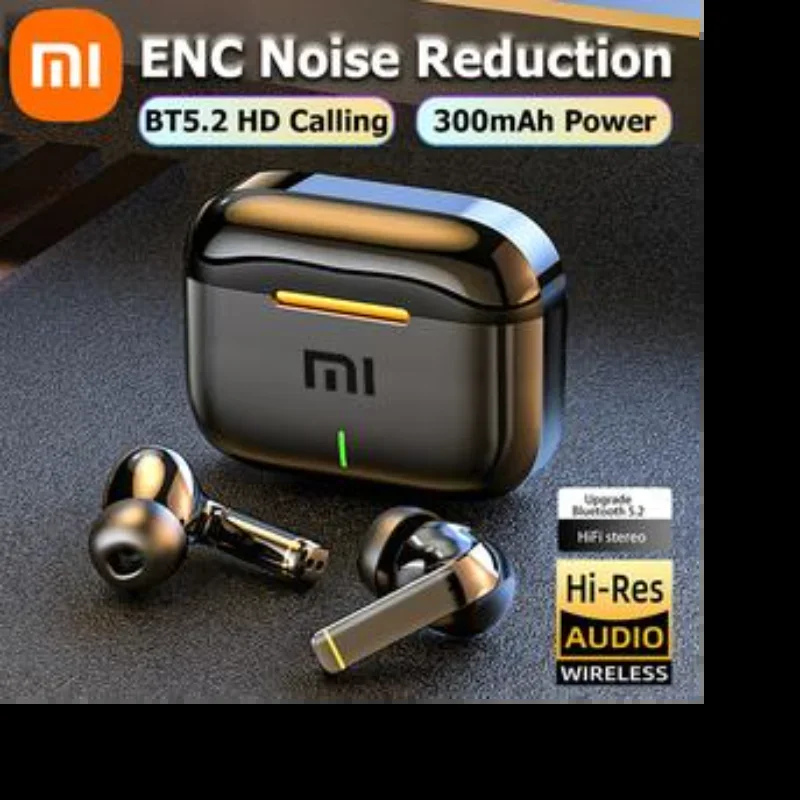 mi
ENC Noise Reduction
BT5.2 HD Calling
300mAh Power
mi
Upgrade
Bluetooth 5.2
HiFi stereo
Hi-Res
AUDIO
WIRELESS